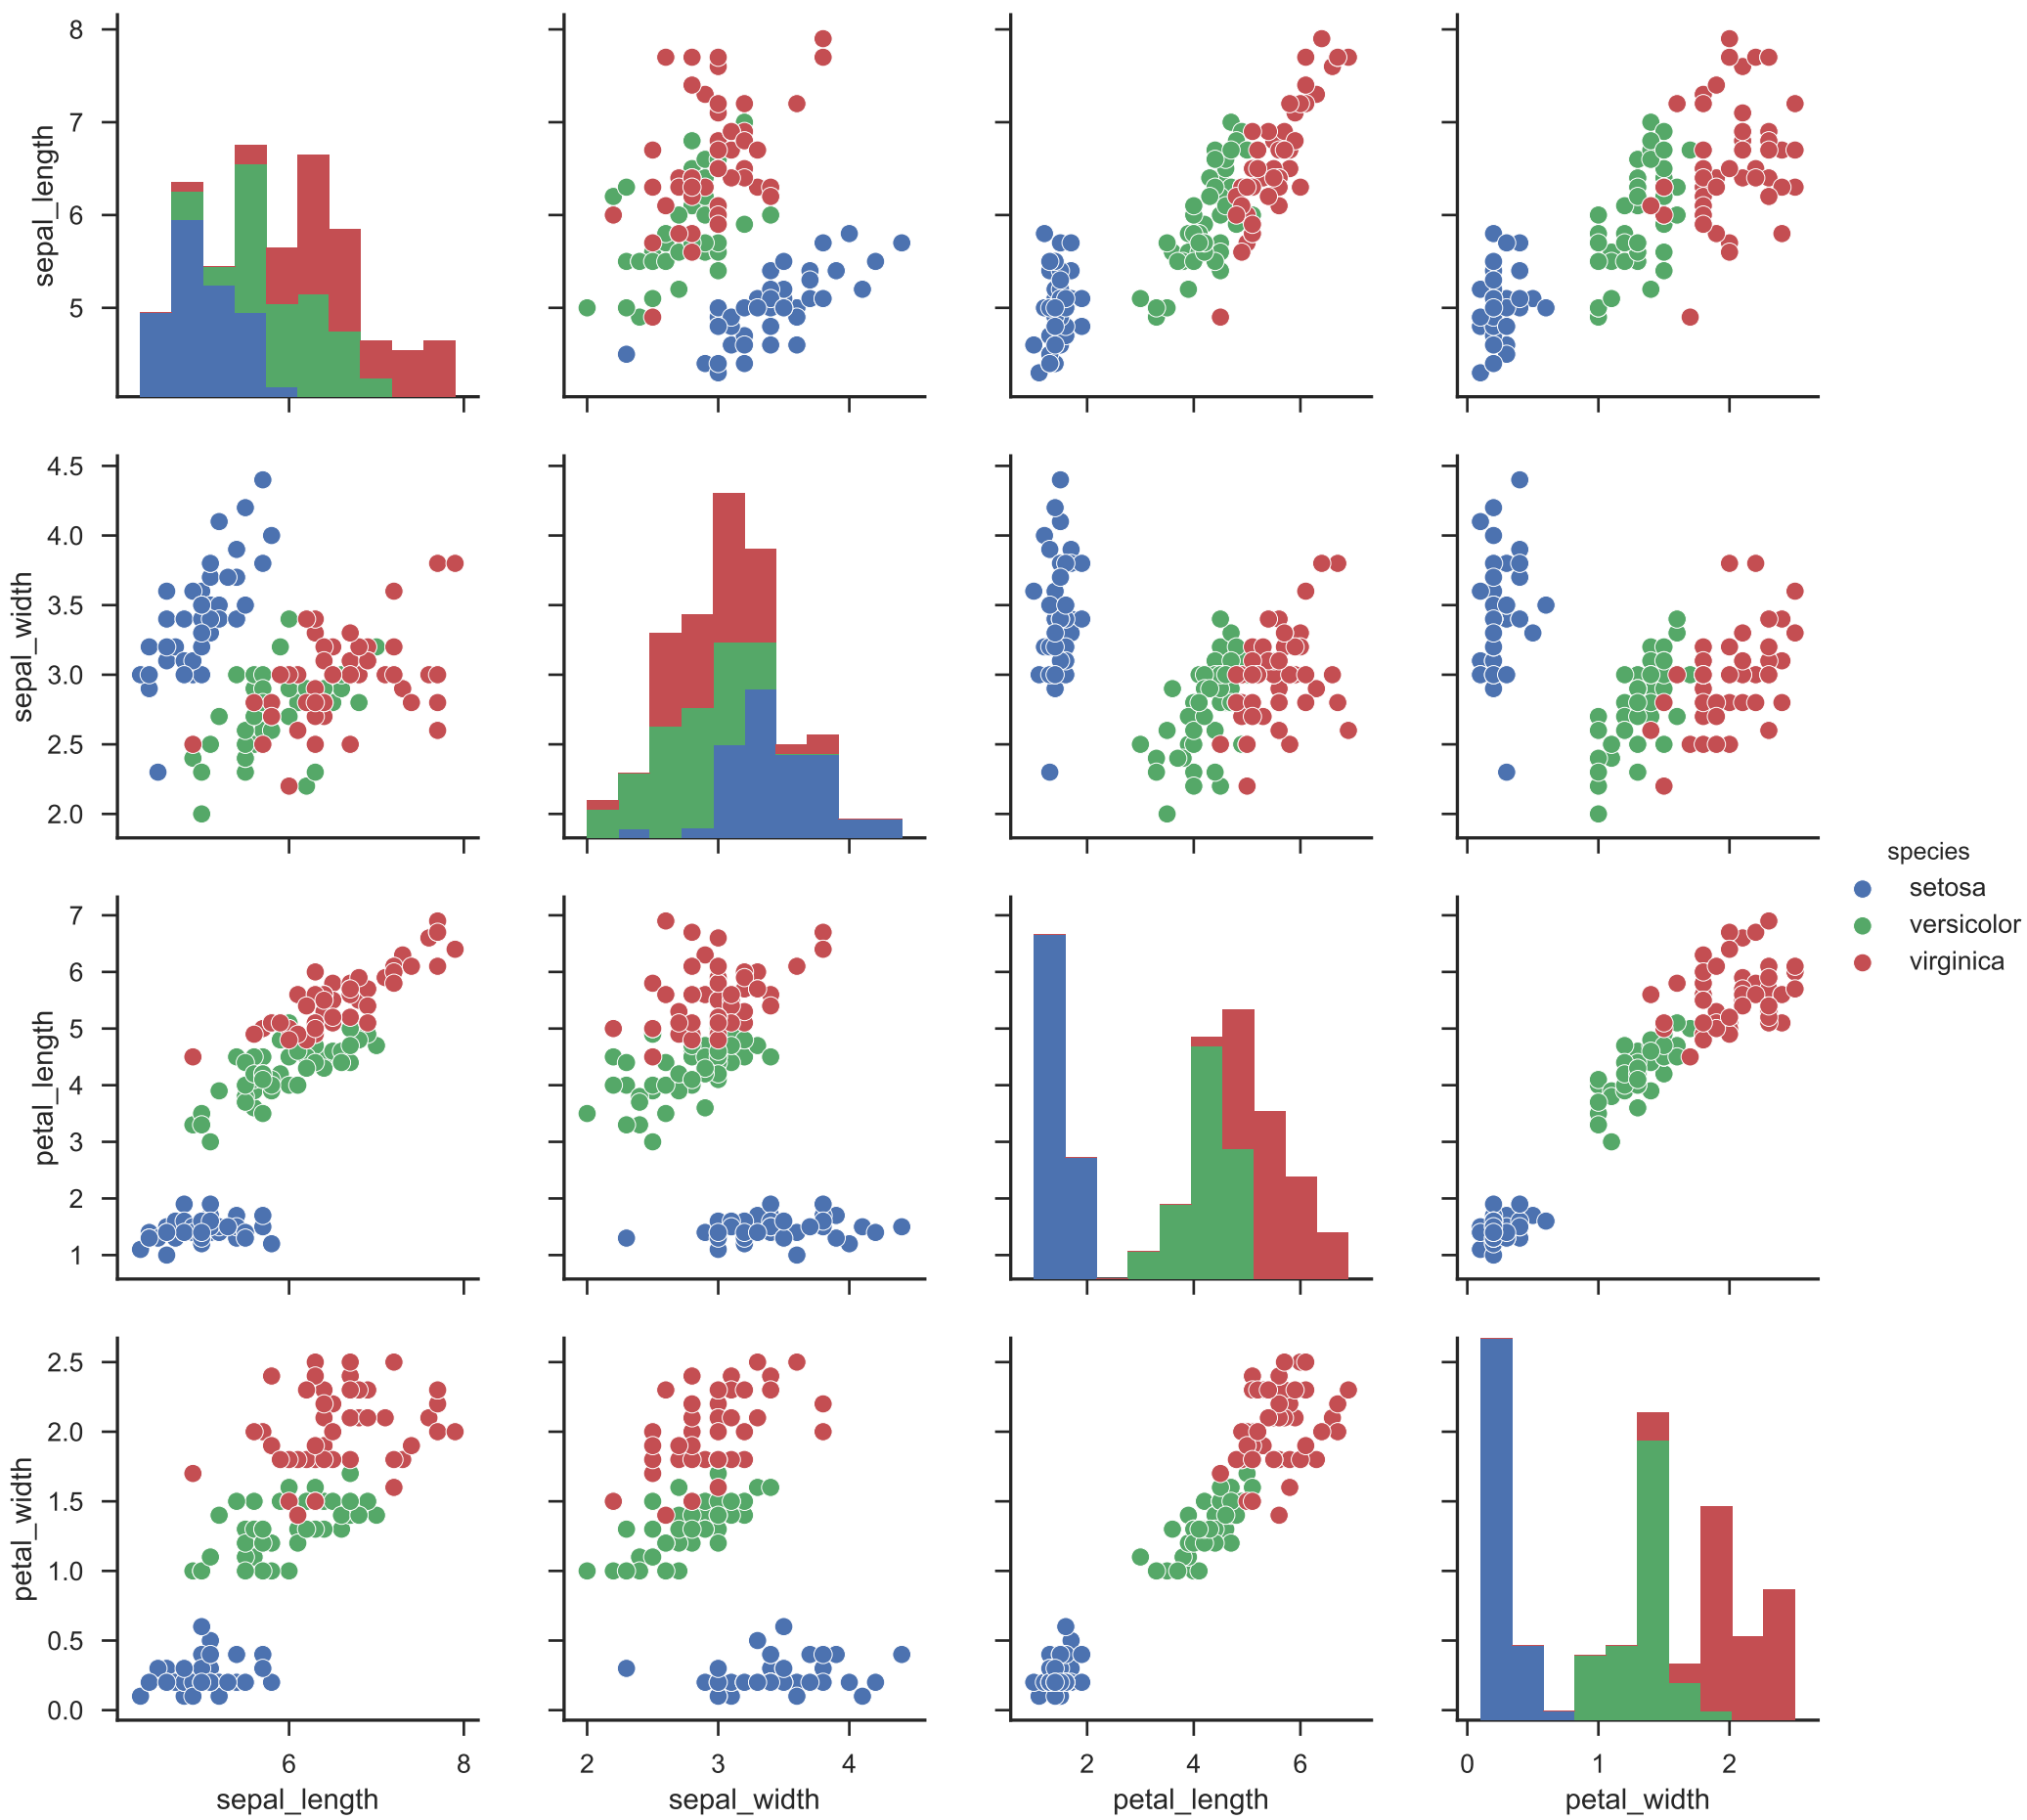 8
7
6
5
sepal_length
6
8
2
3
4
2
4
6
0
1
2
4.5
4.0
3.5
3.0
2.5
2.0
sepal_width
7
6
5
4
3
2
1
petal_length
2.5
2.0
1.5
1.0
0.5
0.0
petal_width
sepal_length
sepal_width
petal_length
petal_width
species
setosa
versicolor
virginica